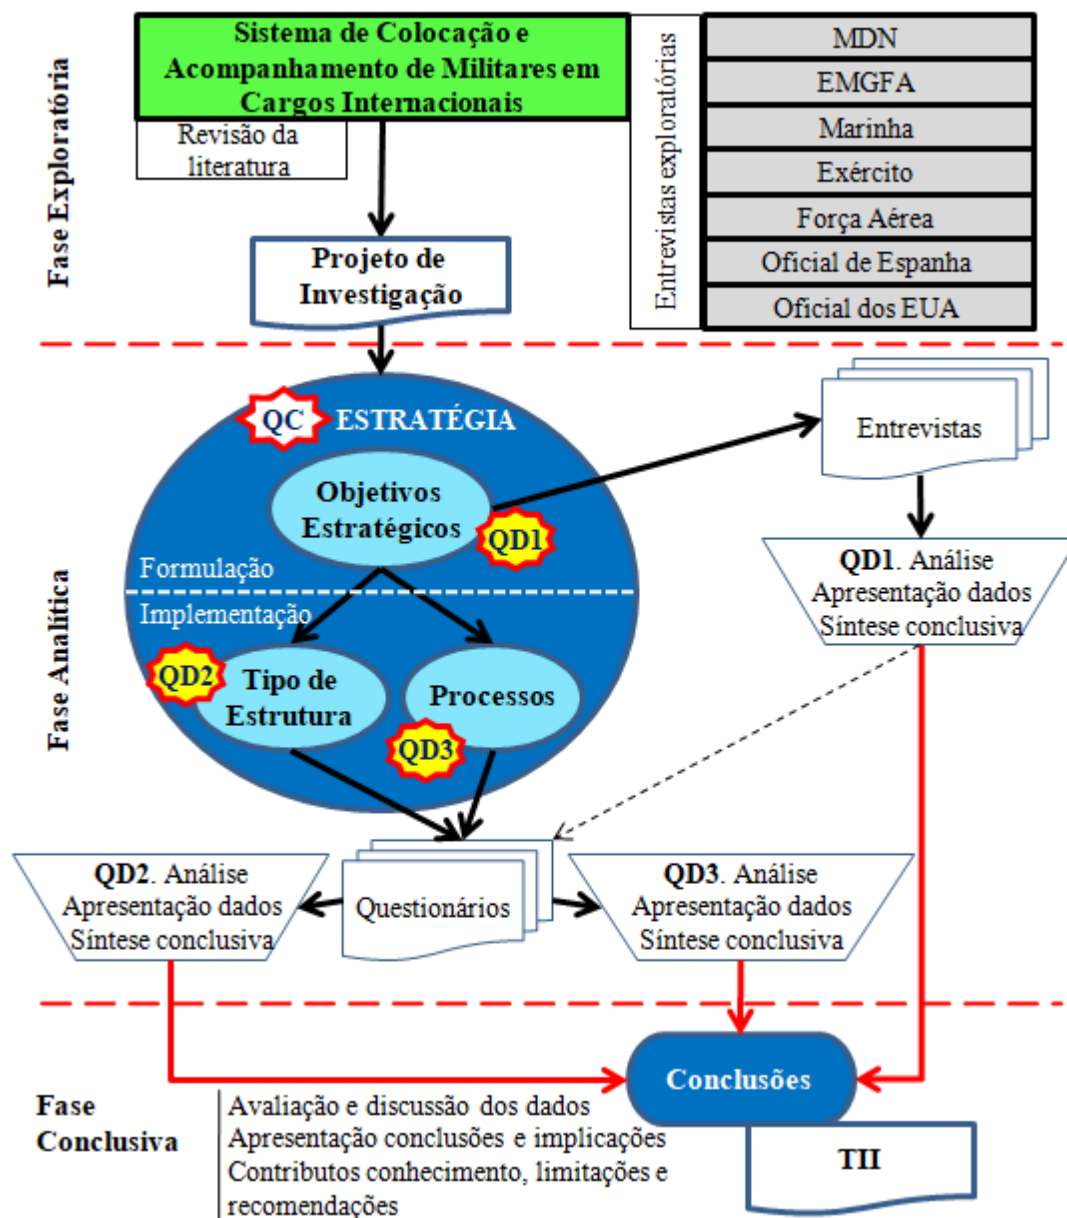 Fase Exploratória
Sistema de Colocação e
Acompanhamento de Militares em
Cargos Internacionais
Revisão da
literatura
Entrevistas exploratórias
MDN
EMGFA
Marinha
Exército
Força Aérea
Oficial de Espanha
Oficial dos EUA
Projeto de
Investigação
Fase Analítica
QC
ESTRATÉGIA
Objetivos
Estratégicos
QD1
Formulação
Implementação
QD2
Tipo de
Estrutura
Processos
QD3
Entrevistas
QD1. Análise
Apresentação dados
Síntese conclusiva
QD2. Análise
Apresentação dados
Síntese conclusiva
Questionários
QD3. Análise
Apresentação dados
Síntese conclusiva
Conclusões
Fase
Conclusiva
Avaliação e discussão dos dados
Apresentação conclusões e implicações
Contributos conhecimento, limitações e
recomendações
TII